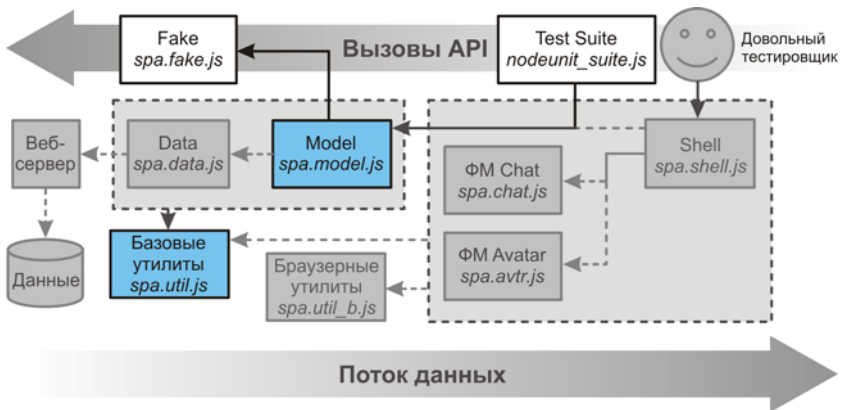 Fake
spa.fake.js
Вызовы API
Test Suite
nodeunit_suite.js
Довольный
тестировщик
Веб-
сервер
Data
spa.data.js
Model
spa.model.js
ФМ Chat
spa.chat.js
Shell
spa.shell.js
Данные
Базовые
утилиты
spa.util.js
Браузерные
утилиты
spa.util_b.js
ФМ Avatar
spa.avtr.js
Поток данных